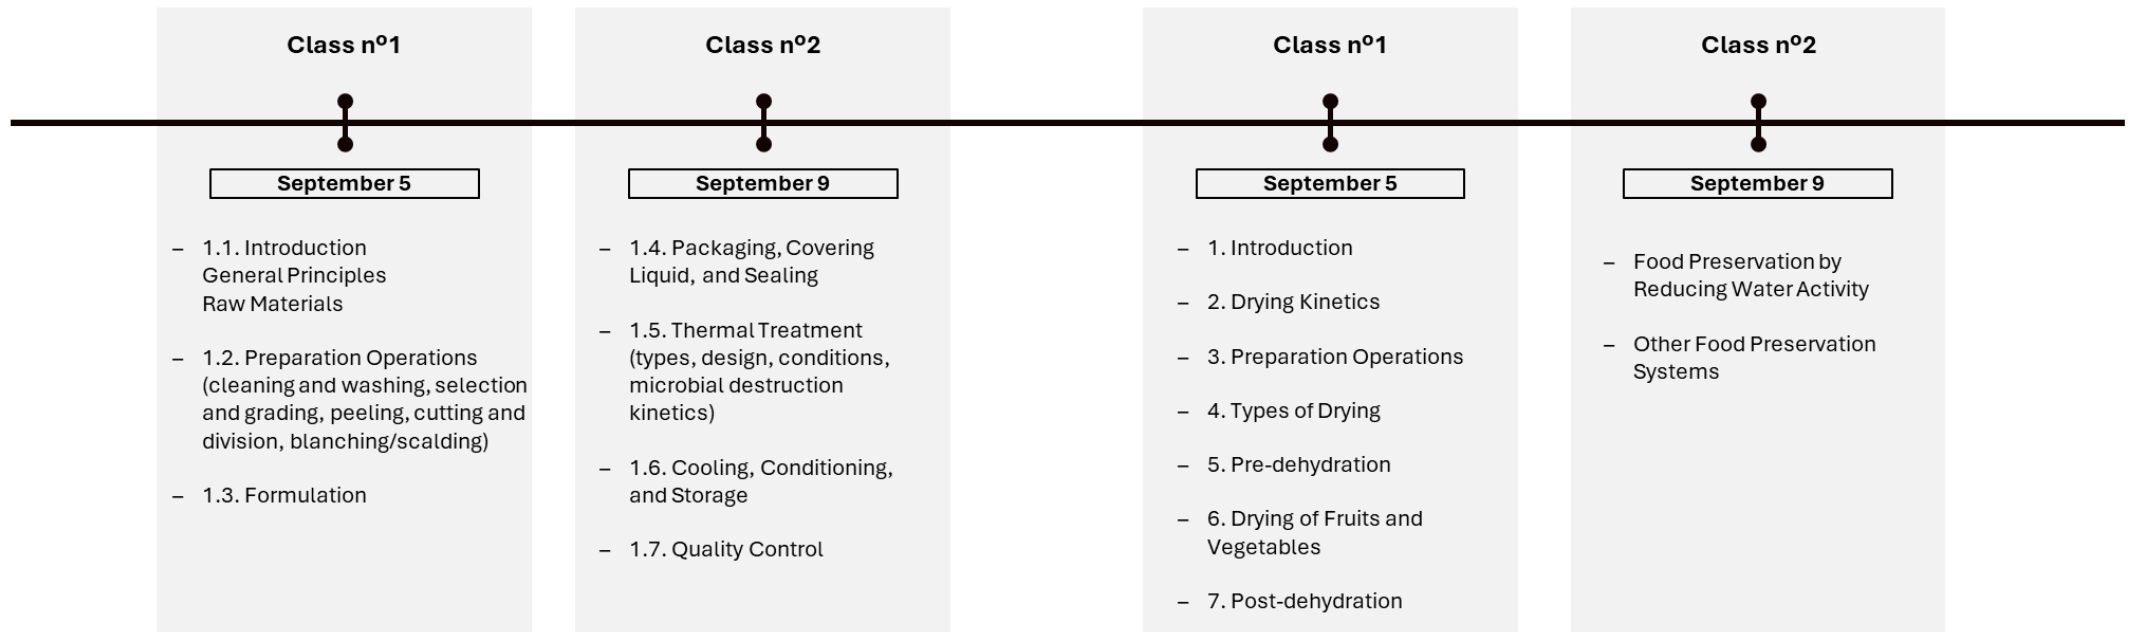 Class nº1
September 5
– 1.1. Introduction
General Principles
Raw Materials
– 1.2. Preparation Operations
(cleaning and washing, selection
and grading, peeling, cutting and
division, blanching/scalding)
– 1.3. Formulation
Class nº2
September 9
– 1.4. Packaging, Covering
Liquid, and Sealing
– 1.5. Thermal Treatment
(types, design, conditions,
microbial destruction
kinetics)
– 1.6. Cooling, Conditioning,
and Storage
– 1.7. Quality Control
Class nº1
September 5
– 1. Introduction
– 2. Drying Kinetics
– 3. Preparation Operations
– 4. Types of Drying
– 5. Pre-dehydration
– 6. Drying of Fruits and
Vegetables
– 7. Post-dehydration
Class nº2
September 9
– Food Preservation by
Reducing Water Activity
– Other Food Preservation
Systems